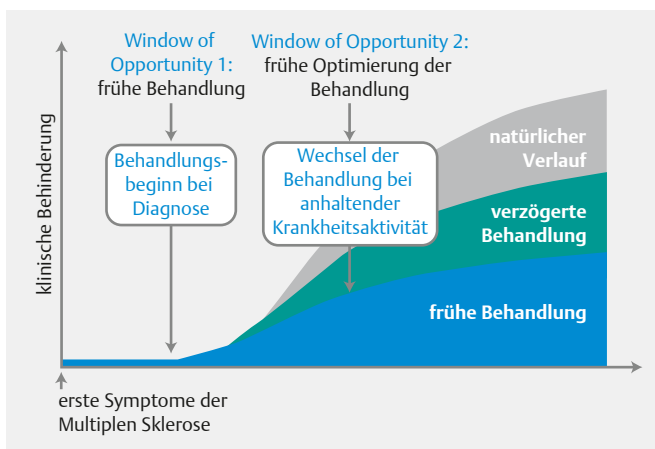 Window of
Opportunity 1:
frühe Behandlung
Window of Opportunity 2:
frühe Optimierung der
Behandlung
Behandlungs-
beginn bei
Diagnose
Wechsel der
Behandlung bei
anhaltender
Krankheitsaktivität
natürlicher
Verlauf
verzögerte
Behandlung
frühe Behandlung
klinische Behinderung
erste Symptome der
Multiplen Sklerose